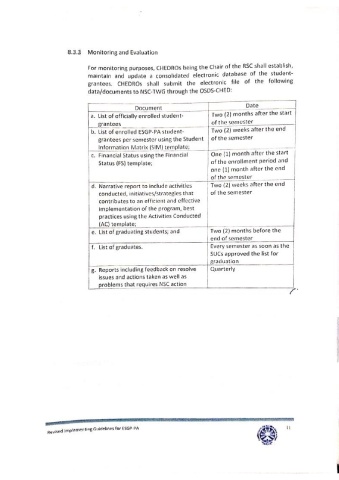 8.3.3 Monitoring and Evaluation
For monitoring purposes, CHEDROs being the Chair of the RSC shall establish,
maintain and update a consolidated electronic database of the student-
grantees. CHEDROs shall submit the electronic file of the following
data/documents to NSC-TWG through the OSDS-CHED:
Document Date
a. List of officially enrolled student-
grantees
Two (2) months after the start
of the semester
b. List of enrolled ESGP-PA student-
grantees per semester using the Student
Information Matrix (SIM) template;
Two (2) weeks after the end
of the semester
c. Financial Status using the Financial
Status (FS) template;
One (1) month after the start
of the enrollment period and
one (1) month after the end
of the semester
d. Narrative report to include activities
conducted, initiatives/strategies that
contributes to an efficient and effective
implementation of the program, best
practices using the Activities Conducted
(AC) template;
Two (2) weeks after the end
of the semester
e. List of graduating students; and
Two (2) months before the
end of semester
f. List of graduates.
Every semester as soon as the
SUCs approved the list for
graduation
g. Reports including feedback on resolve
issues and actions taken as well as
problems that requires NSC action
Quarterly
Revised Implementing Guidelines for ESGP-PA
11